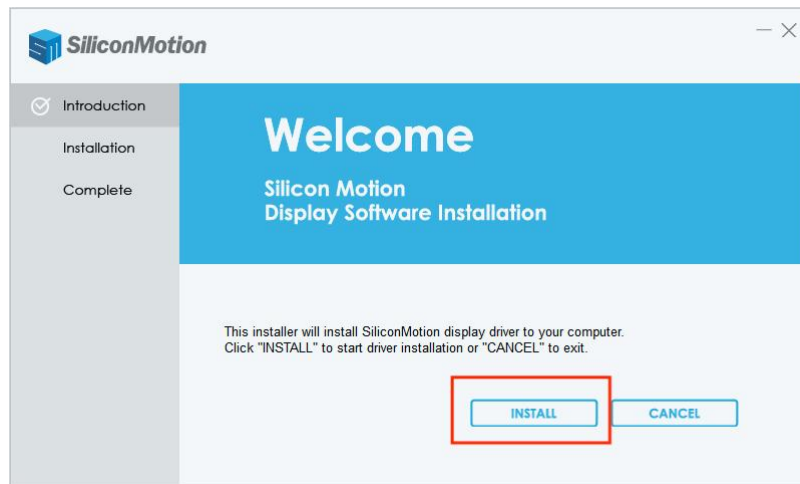 SiliconMotion
Introduction
Installation
Complete
Welcome
Silicon Motion
Display Software Installation
This installer will install SiliconMotion display driver to your computer.
Click "INSTALL" to start driver installation or "CANCEL" to exit.
INSTALL
CANCEL